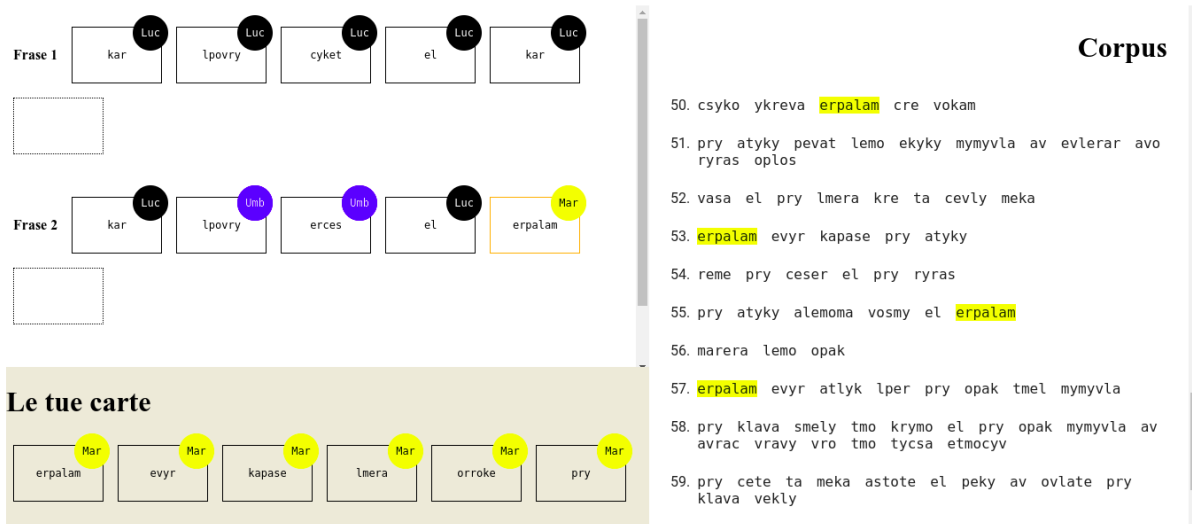 Luc Luc Luc Luc Luc
Frase 1 kar lpovry cyket el kar
Luc Umb Umb Luc Mar
Frase 2 kar lpovry erces el erpalam
Le tue carte
Mar Mar Mar Mar Mar Mar
erpalam evyr kapase lmera orroke pry
Corpus
50. csyko ykreva erpalam cre vokam
51. pry atyky pevat lemo ekyky mymyvla av evlerar avo
ryras oplos
52. vasa el pry lmera kre ta cevly meka
53. erpalam evyr kapase pry atyky
54. reme pry ceser el pry ryras
55. pry atyky alemoma vosmy el erpalam
56. marera lemo opak
57. erpalam evyr atlyk lper pry opak tmel mymyvla
58. pry klava smely tmo krymo el pry opak mymyvla av
avrac vravy vro tmo tycsa etmocyv
59. pry cete ta meka astote el peky av ovlate pry
klava vekly